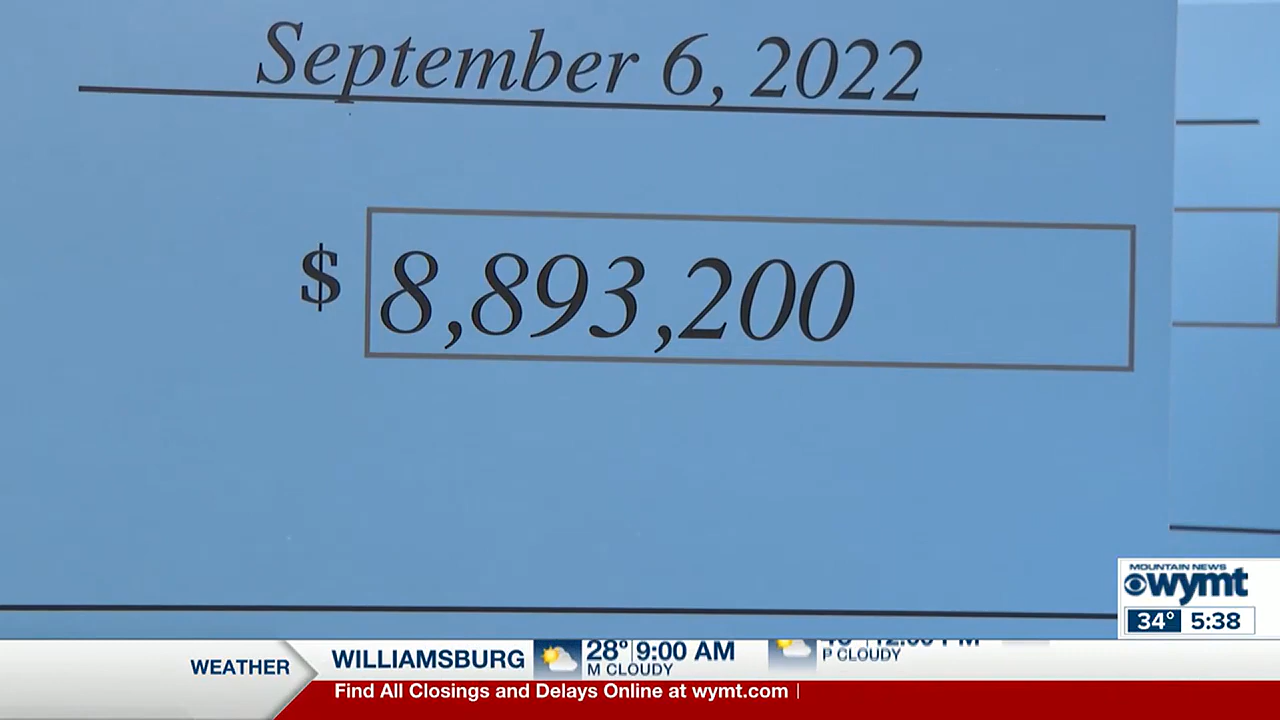 September 6, 2022
$ 8,893,200
MOUNTAIN NEWS
wymt
34° 5:38
WEATHER
WILLIAMSBURG
28° 9:00 AM
M CLOUDY
P CLOUDY
Find All Closings and Delays Online at wymt.com